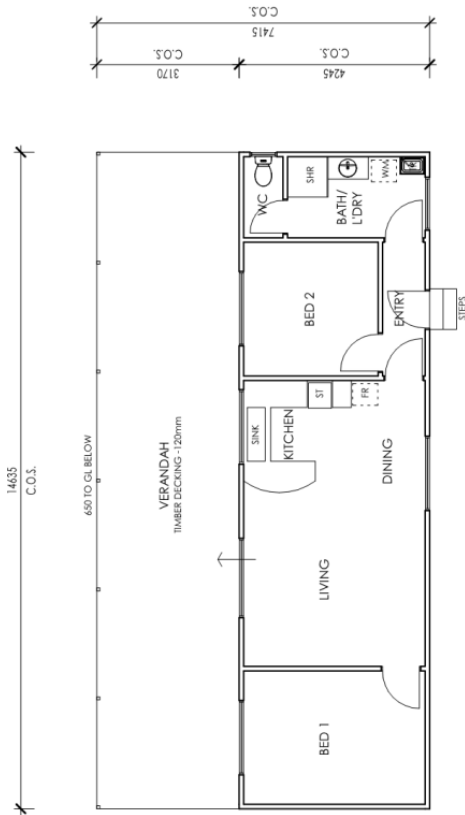 C.O.S.
7415
C.O.S.
3170
C.O.S.
4245
14635
C.O.S.
650 TO GL BELOW
VERANDAH
TIMBER DECKING -120mm
WC
SHR
WM
BATH/
L'DRY
BED 2
ENTRY
STEPS
ST
FR
SINK
KITCHEN
DINING
LIVING
BED 1